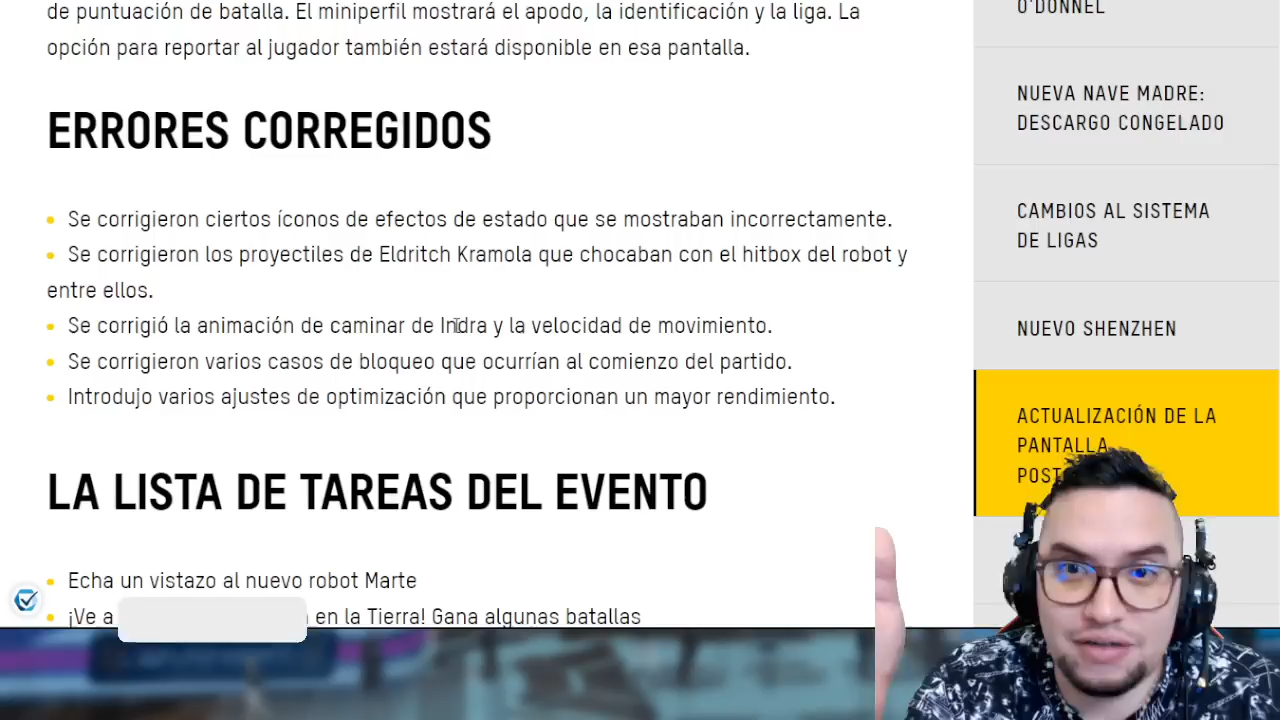 de puntuación de batalla. El miniperfil mostrará el apodo, la identificación y la liga. La
opción para reportar al jugador también estará disponible en esa pantalla.
ERRORES CORREGIDOS
Se corrigieron ciertos íconos de efectos de estado que se mostraban incorrectamente.
Se corrigieron los proyectiles de Eldritch Kramola que chocaban con el hitbox del robot y
entre ellos.
Se corrigió la animación de caminar de Indra y la velocidad de movimiento.
Se corrigieron varios casos de bloqueo que ocurrían al comienzo del partido.
Introdujo varios ajustes de optimización que proporcionan un mayor rendimiento.
LA LISTA DE TAREAS DEL EVENTO
Echa un vistazo al nuevo robot Marte
¡Ve a en la Tierra! Gana algunas batallas
O'DONNEL
NUEVA NAVE MADRE:
DESCARGO CONGELADO
CAMBIOS AL SISTEMA
DE LIGAS
NUEVO SHENZHEN
ACTUALIZACIÓN DE LA
PANTALLA